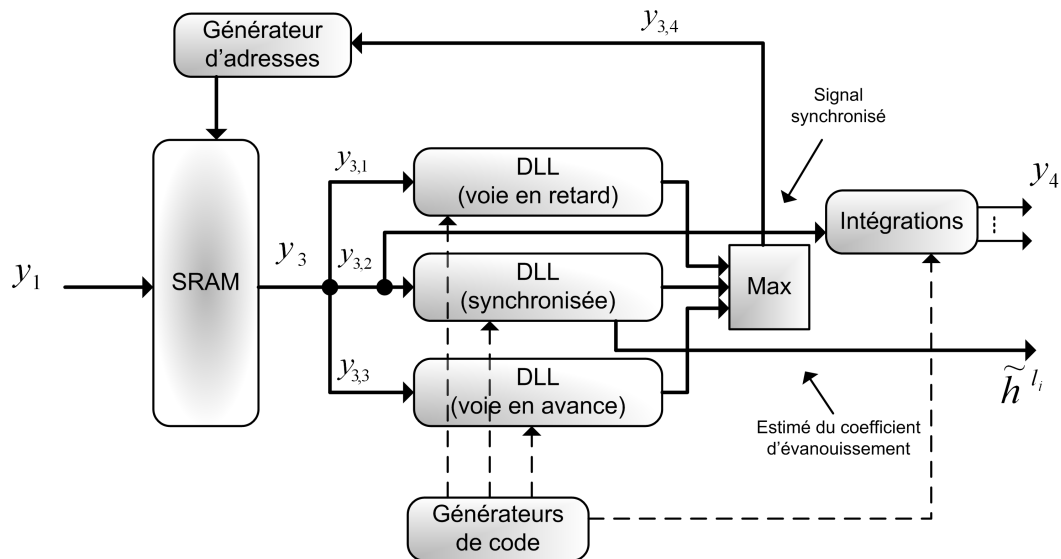 Générateur
d'adresses
y3,4
Signal
synchronisé
y3,1
DLL
(voie en retard)
y4
Intégrations
y1
SRAM
y3
y3,2
DLL
(synchronisée)
Max
y3,3
DLL
(voie en avance)
h̃ li
Estimé du coefficient
d'évanouissement
Générateurs
de code